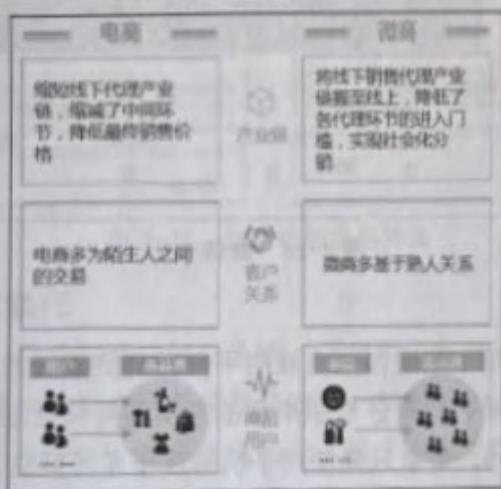 电商
微商
缩短线下代理产业
链，缩减了中间环
节，降低最终销售价
格
产业链
将线下销售代理产业
链搬至线上，降低了
各代理环节的进入门
槛，实现社会化分
销
电商多为陌生人之间
的交易
客户
关系
微商多基于熟人关系
用户
商品
用户